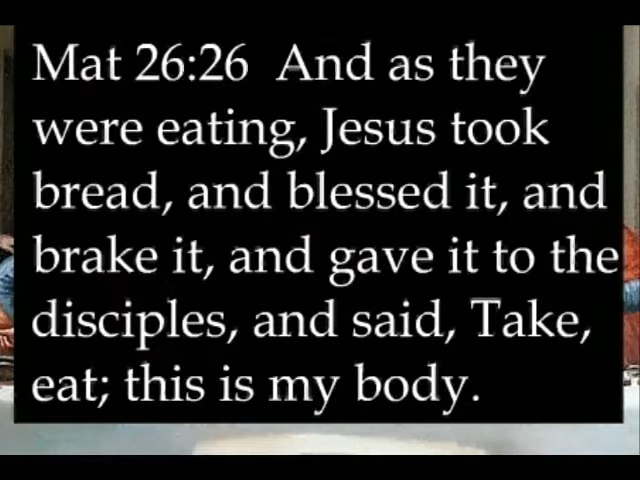 Mat 26:26  And as they
were eating, Jesus took
bread, and blessed it, and
brake it, and gave it to the
disciples, and said, Take,
eat; this is my body.